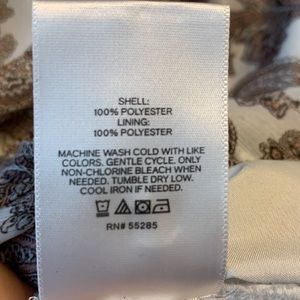 SHELL:
100% POLYESTER
LINING:
100% POLYESTER
MACHINE WASH COLD WITH LIKE
COLORS. GENTLE CYCLE. ONLY
NON-CHLORINE BLEACH WHEN
NEEDED. TUMBLE DRY LOW.
COOL IRON IF NEEDED.
RN# 55285